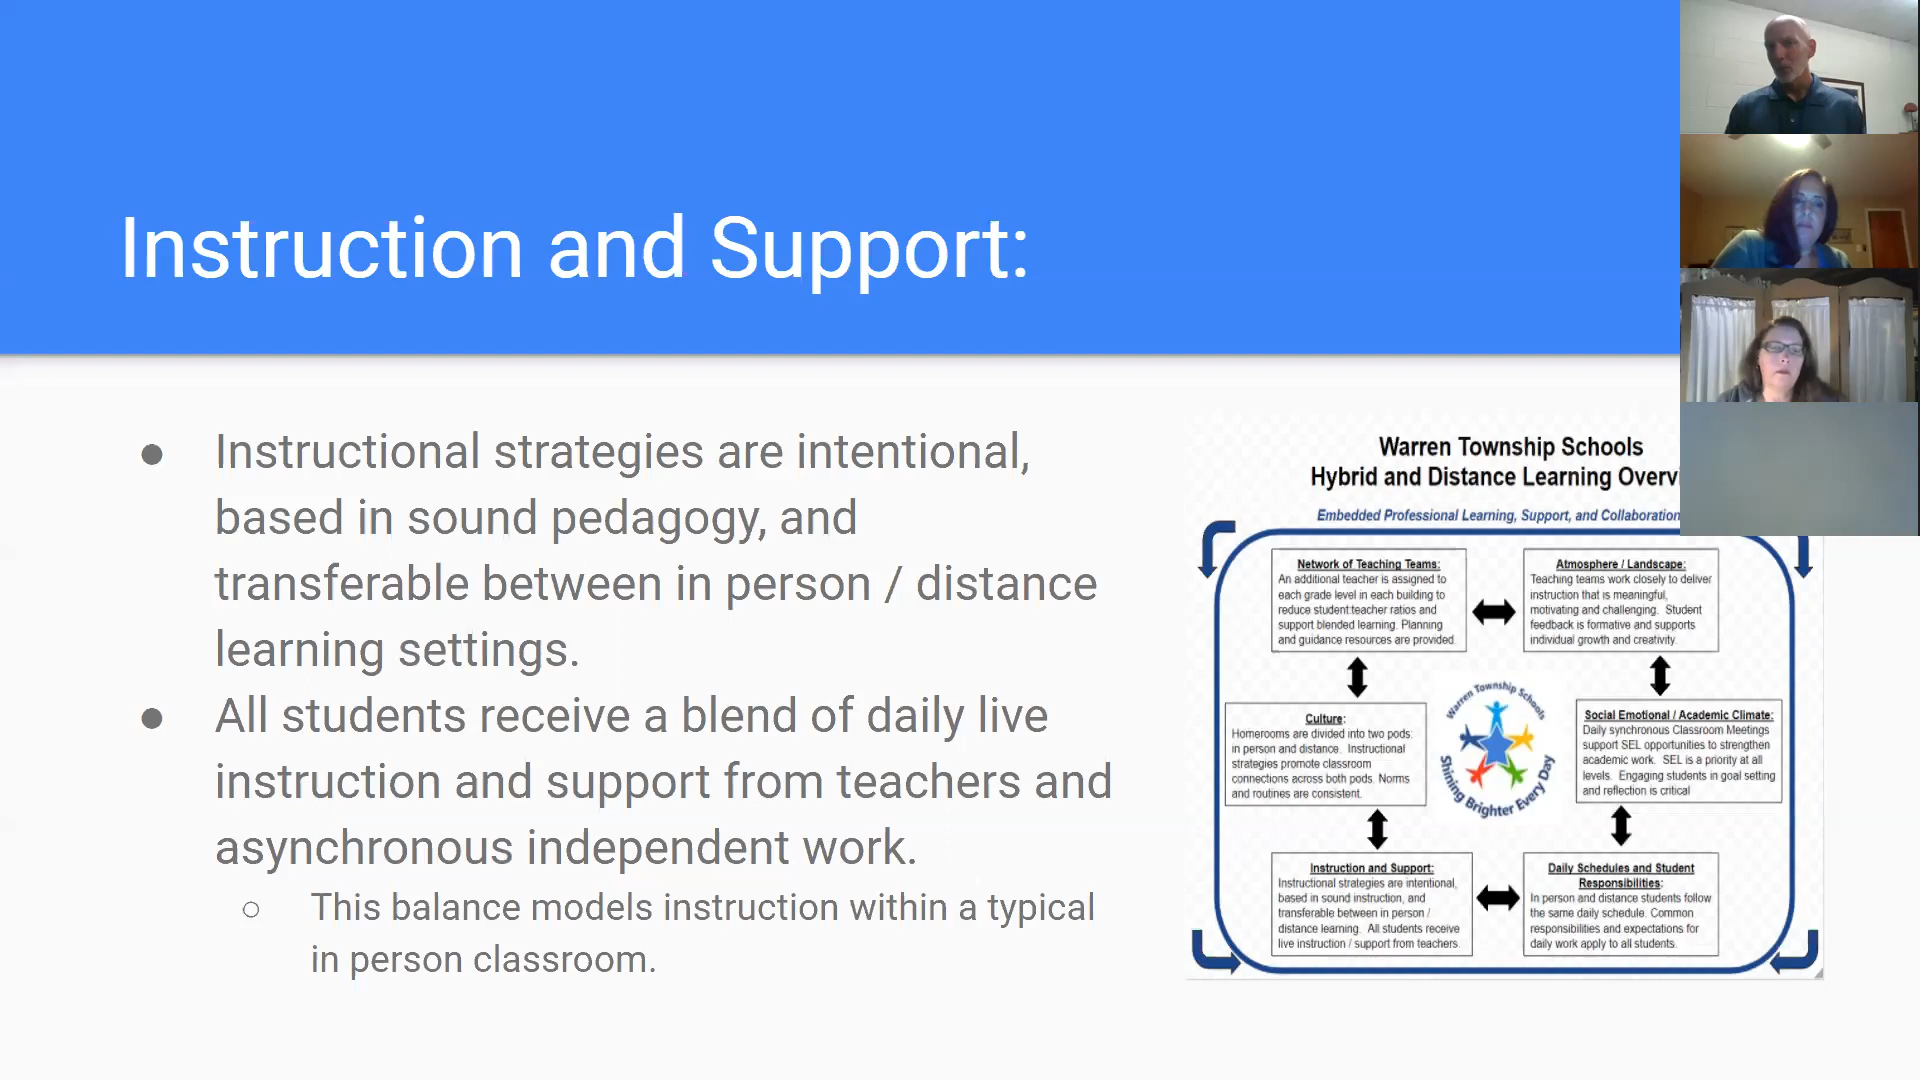 Instruction and Support:
● Instructional strategies are intentional,
based in sound pedagogy, and
transferable between in person / distance
learning settings.
● All students receive a blend of daily live
instruction and support from teachers and
asynchronous independent work.
○ This balance models instruction within a typical
in person classroom.
Warren Township Schools
Hybrid and Distance Learning Overv
Embedded Professional Learning, Support, and Collaboration
Network of Teaching Teams:
An additional teacher is assigned to
each grade level in each building to
reduce student:teacher ratios and
support blended learning. Planning
and guidance resources are provided.
Atmosphere / Landscape:
Teaching teams work closely to deliver
instruction that is meaningful,
motivating and challenging. Student
feedback is formative and supports
individual growth and creativity.
Culture:
Homerooms are divided into two pods:
in person and distance. Instructional
strategies promote classroom
connections across both pods. Norms
and routines are consistent.
Warren Township Schools
Shining Brighter Every Day
Social Emotional / Academic Climate:
Daily synchronous Classroom Meetings
support SEL opportunities to strengthen
academic work. SEL is a priority at all
levels. Engaging students in goal setting
and reflection is critical
Instruction and Support:
Instructional strategies are intentional,
based in sound instruction, and
transferable between in person /
distance learning. All students receive
live instruction / support from teachers.
Daily Schedules and Student
Responsibilities:
In person and distance students follow
the same daily schedule. Common
responsibilities and expectations for
daily work apply to all students.